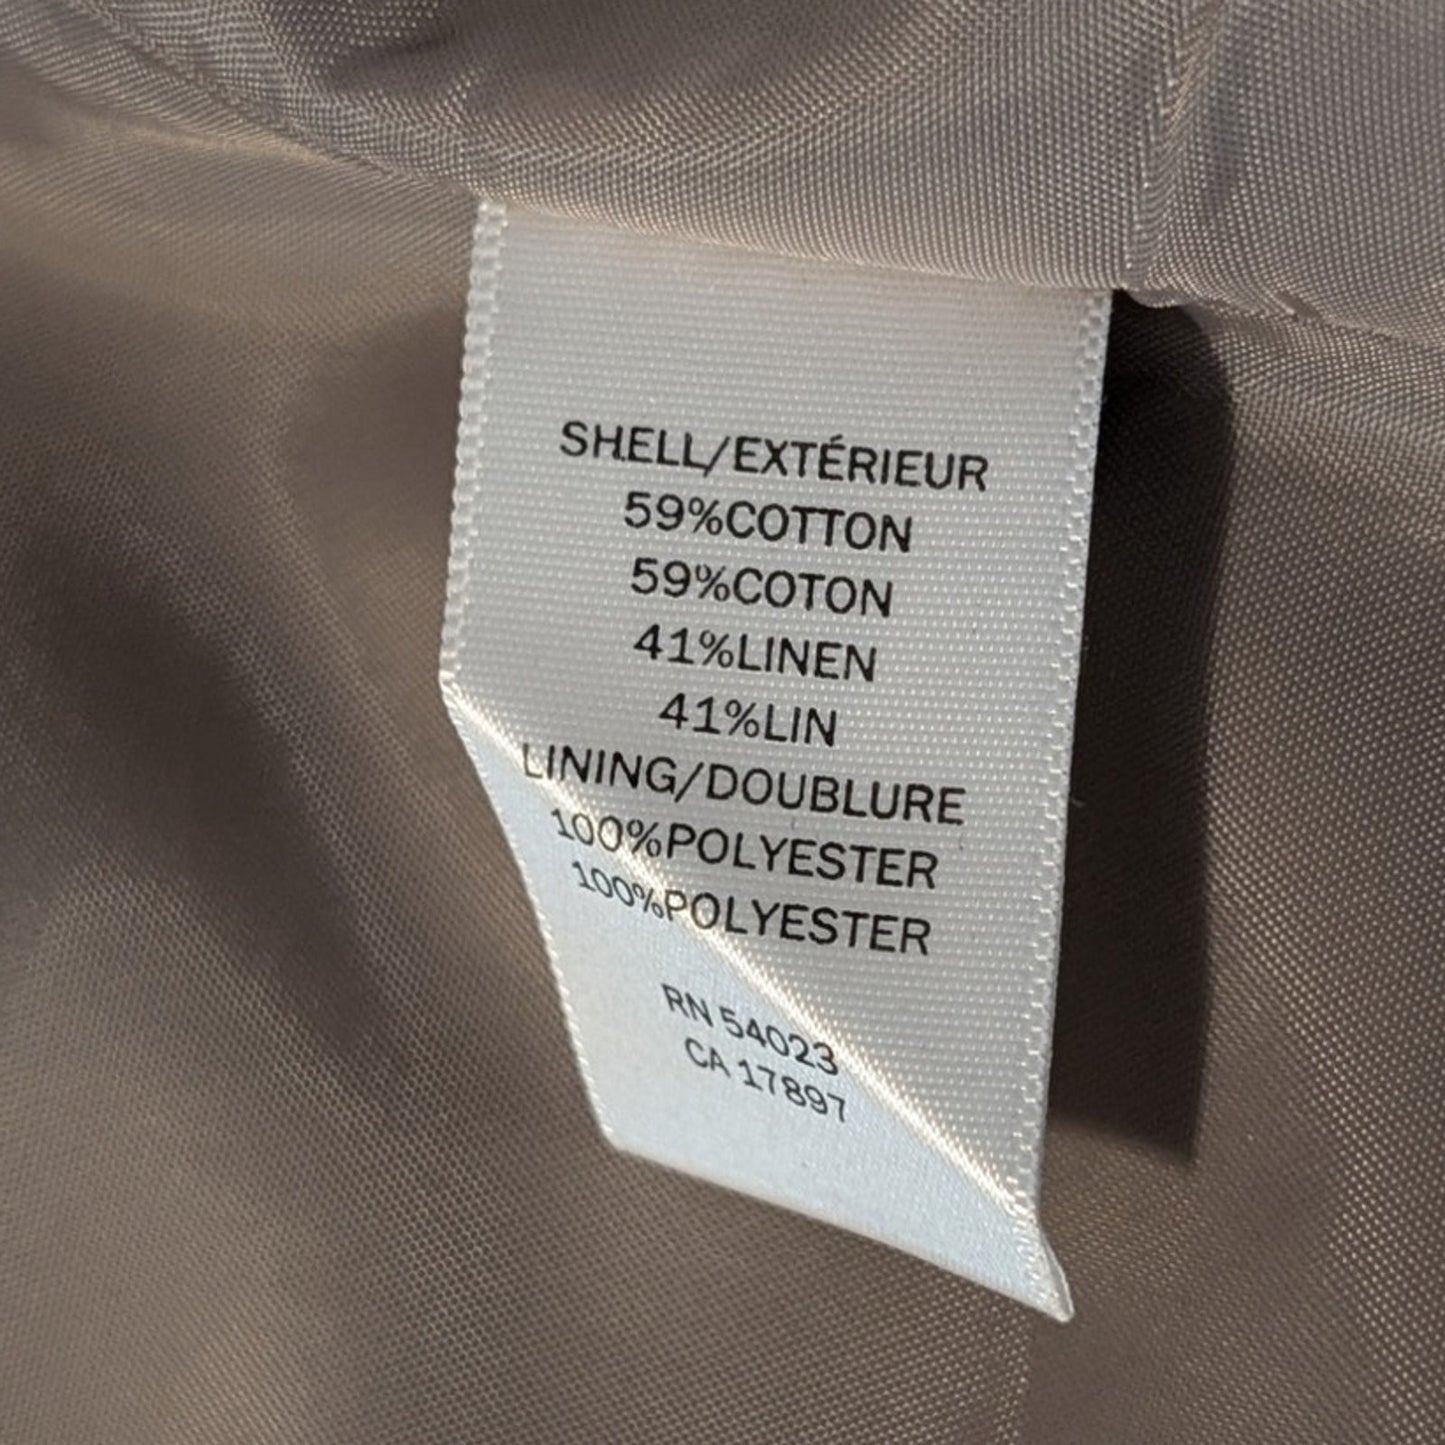 SHELL/EXTÉRIEUR
59%COTTON
59%COTON
41%LINEN
41%LIN
LINING/DOUBLURE
100%POLYESTER
100%POLYESTER
RN 54023
CA 17897